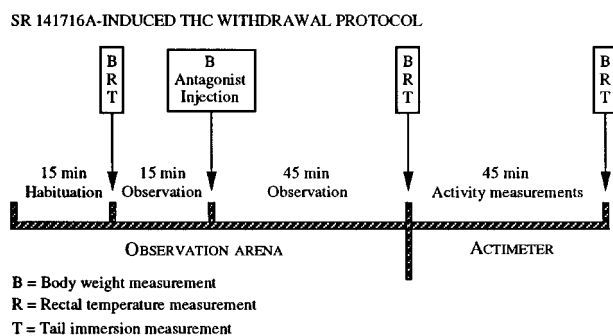 SR 141716A-INDUCED THC WITHDRAWAL PROTOCOL
B
R
T
B
Antagonist
Injection
B
R
T
B
R
T
15 min
Habituation
15 min
Observation
45 min
Observation
45 min
Activity measurements
OBSERVATION ARENA
ACTIMETER
B = Body weight measurement
R = Rectal temperature measurement
T = Tail immersion measurement